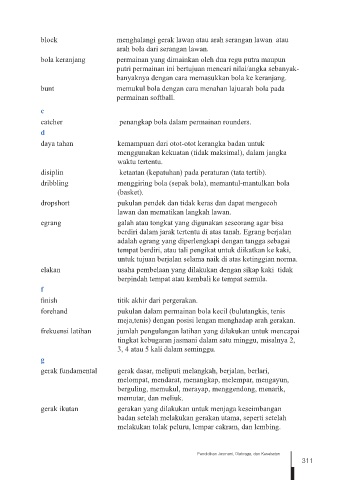 block menghalangi gerak lawan atau arah serangan lawan atau
arah bola dari serangan lawan.
bola keranjang permainan yang dimainkan oleh dua regu putra maupun
putri permainan ini bertujuan mencari nilai/angka sebanyak-
banyaknya dengan cara memasukkan bola ke keranjang.
bunt memukul bola dengan cara menahan lajuarah bola pada
permainan softball.
c
catcher penangkap bola dalam permainan rounders.
d
daya tahan kemampuan dari otot-otot kerangka badan untuk
menggunakan kekuatan (tidak maksimal), dalam jangka
waktu tertentu.
disiplin ketaatan (kepatuhan) pada peraturan (tata tertib).
dribbling menggiring bola (sepak bola), memantul-mantulkan bola
(basket).
dropshort pukulan pendek dan tidak keras dan dapat mengecoh
lawan dan mematikan langkah lawan.
egrang galah atau tongkat yang digunakan seseorang agar bisa
berdiri dalam jarak tertentu di atas tanah. Egrang berjalan
adalah egrang yang diperlengkapi dengan tangga sebagai
tempat berdiri, atau tali pengikat untuk diikatkan ke kaki,
untuk tujuan berjalan selama naik di atas ketinggian norma.
elakan usaha pembelaan yang dilakukan dengan sikap kaki tidak
berpindah tempat atau kembali ke tempat semula.
f
finish titik akhir dari pergerakan.
forehand pukulan dalam permainan bola kecil (bulutangkis, tenis
meja,tenis) dengan posisi lengan menghadap arah gerakan.
frekuensi latihan jumlah pengulangan latihan yang dilakukan untuk mencapai
tingkat kebugaran jasmani dalam satu minggu, misalnya 2,
3, 4 atau 5 kali dalam seminggu.
g
gerak fundamental gerak dasar, meliputi melangkah, berjalan, berlari,
melompat, mendarat, menangkap, melempar, mengayun,
berguling, memukul, merayap, menggendong, menarik,
memutar, dan meliuk.
gerak ikutan gerakan yang dilakukan untuk menjaga keseimbangan
badan setelah melakukan gerakan utama, seperti setelah
melakukan tolak peluru, lempar cakram, dan lembing.
Pendidikan Jasmani, Olahraga, dan Kesehatan
311